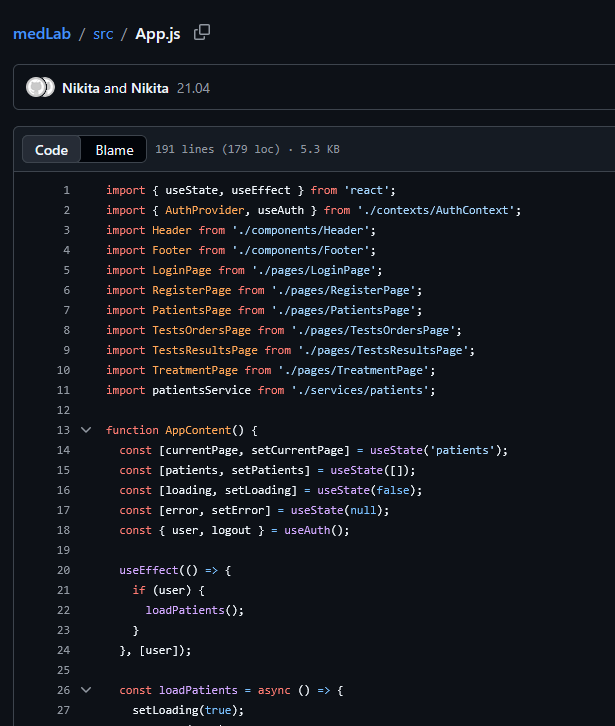 medLab / src / App.js
Nikita and Nikita 21.04
Code Blame 191 lines (179 loc) · 5.3 KB
1 import { useState, useEffect } from 'react';
2 import { AuthProvider, useAuth } from './contexts/AuthContext';
3 import Header from './components/Header';
4 import Footer from './components/Footer';
5 import LoginPage from './pages/LoginPage';
6 import RegisterPage from './pages/RegisterPage';
7 import PatientsPage from './pages/PatientsPage';
8 import TestsOrdersPage from './pages/TestsOrdersPage';
9 import TestsResultsPage from './pages/TestsResultsPage';
10 import TreatmentPage from './pages/TreatmentPage';
11 import patientsService from './services/patients';
12
13 function AppContent() {
14   const [currentPage, setCurrentPage] = useState('patients');
15   const [patients, setPatients] = useState([]);
16   const [loading, setLoading] = useState(false);
17   const [error, setError] = useState(null);
18   const { user, logout } = useAuth();
19
20   useEffect(() => {
21     if (user) {
22       loadPatients();
23     }
24   }, [user]);
25
26   const loadPatients = async () => {
27     setLoading(true);